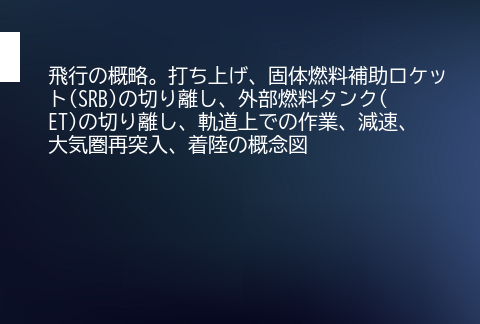 飛行の概略。打ち上げ、固体燃料補助ロケッ
ト(SRB)の切り離し、外部燃料タンク(
ET)の切り離し、軌道上での作業、減速、
大気圏再突入、着陸の概念図